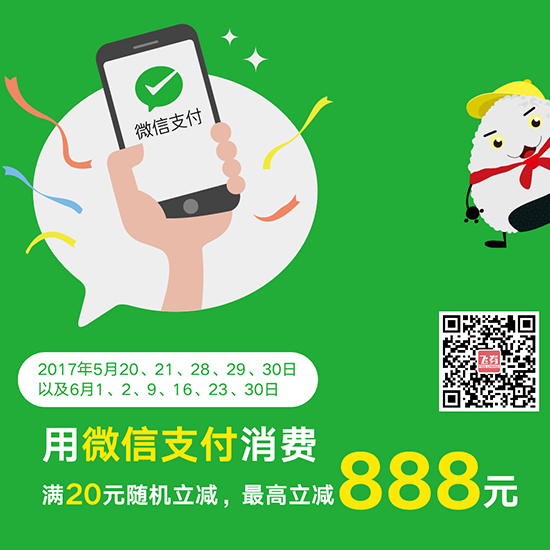 微信支付
2017年5月20、21、28、29、30日
以及6月1、2、9、16、23、30日
用微信支付消费
满20元随机立减，最高立减888元